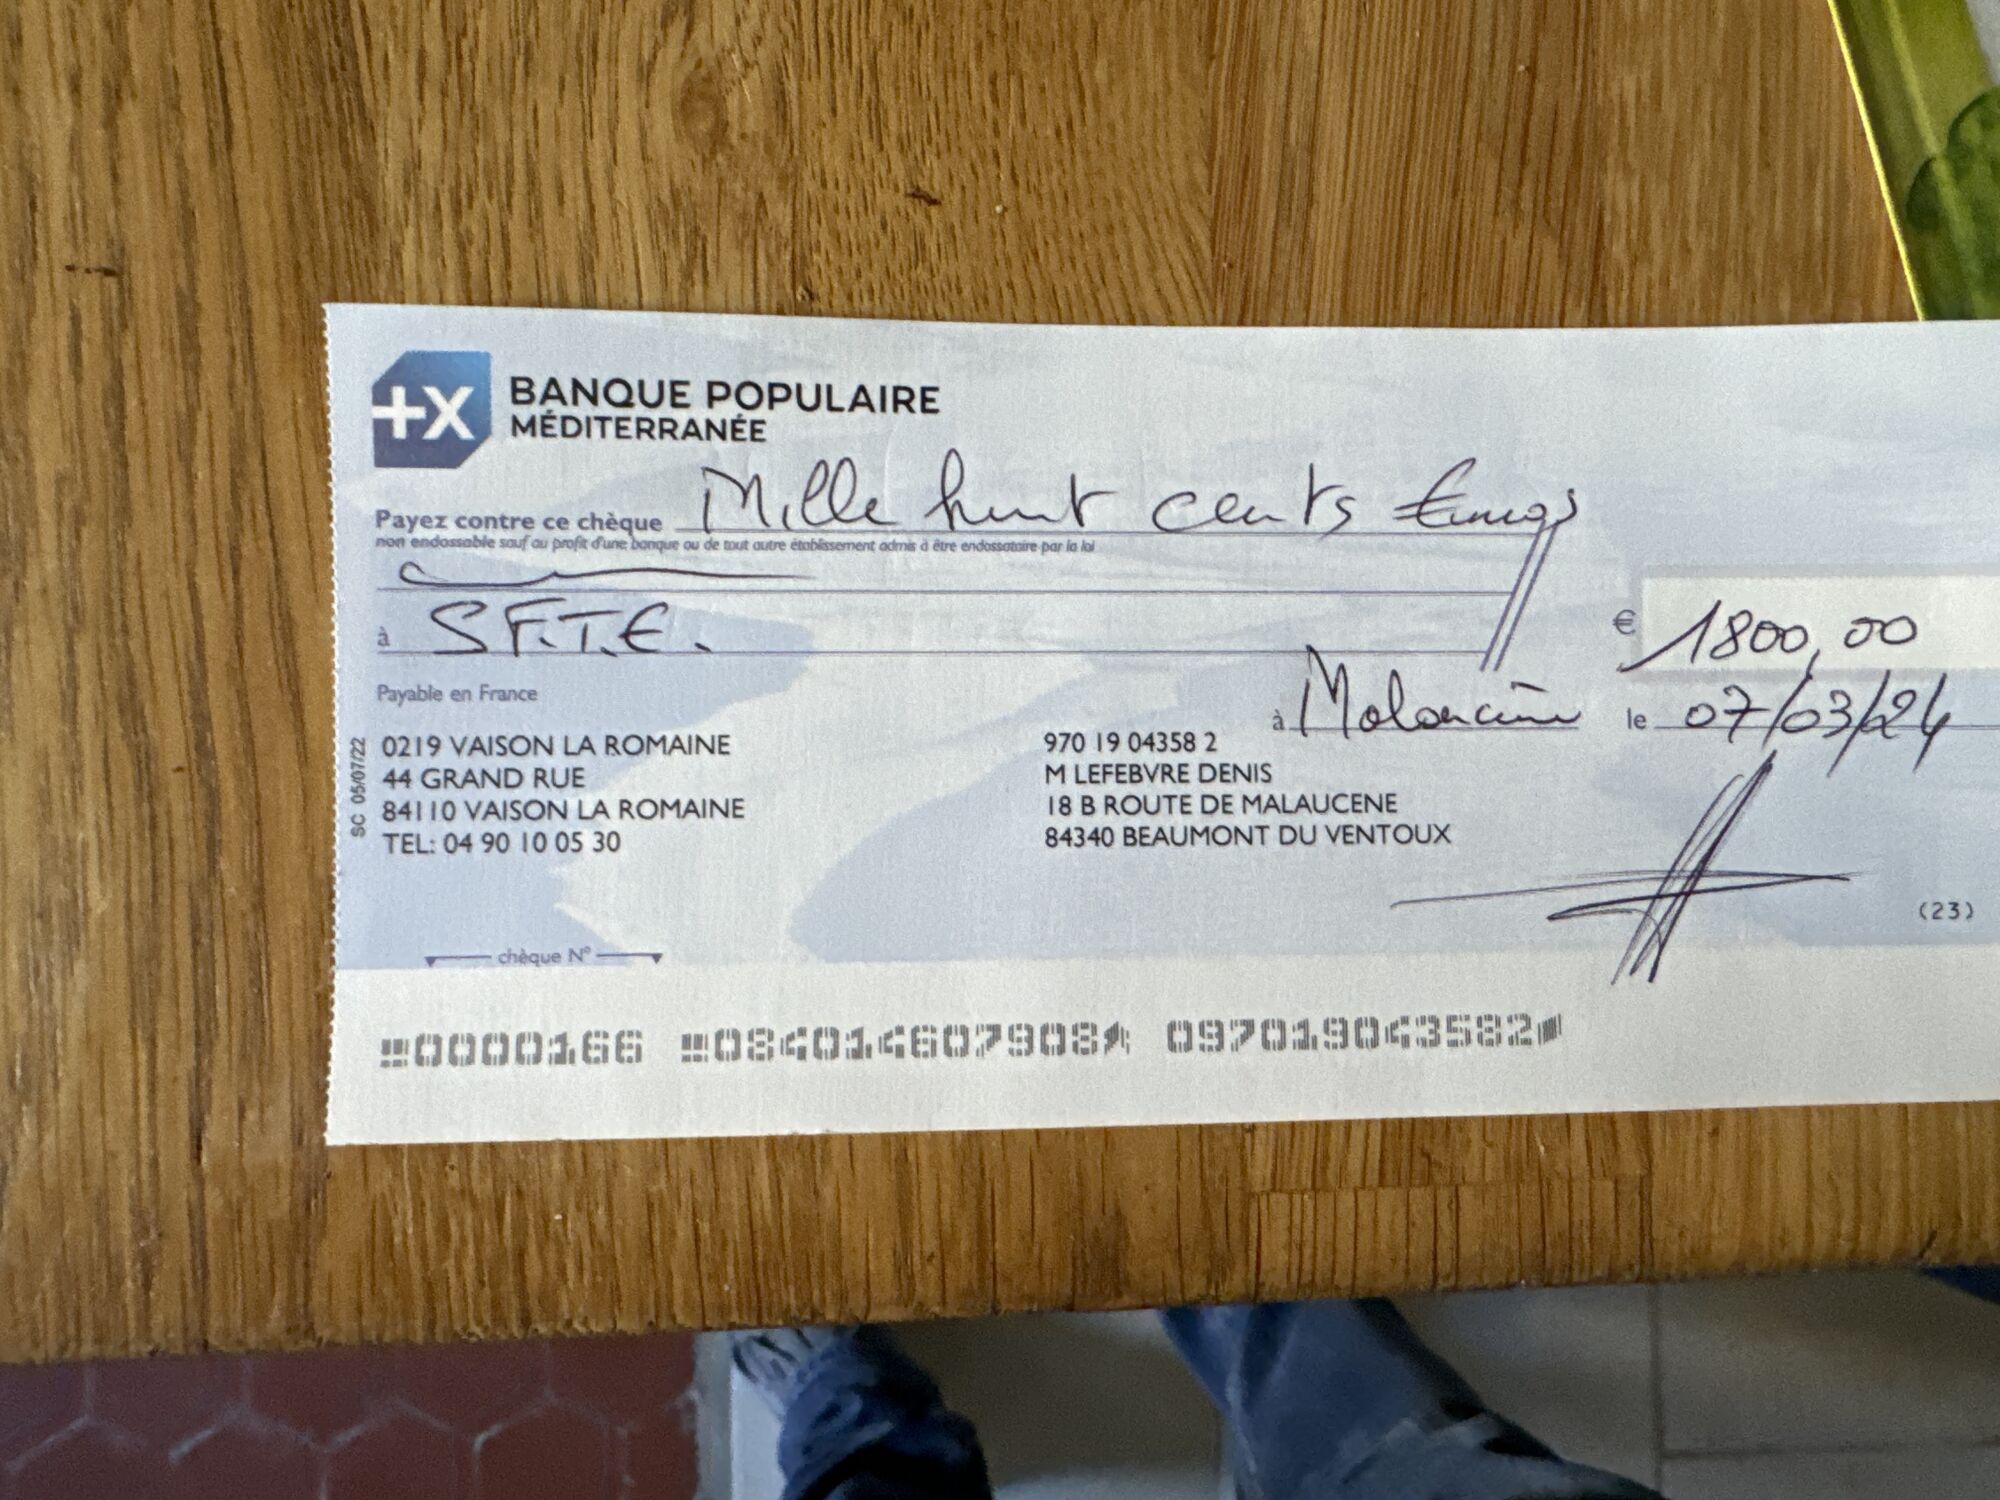 +X BANQUE POPULAIRE
MÉDITERRANÉE
Payez contre ce chèque Mille huit cents Euros
non endossable sauf au profit d'une banque ou de tout autre établissement admis à être endossataire par la loi
à S.F.T.E.
€ 1800,00
Payable en France
à Malaucène le 07/03/24
SC 05/07/22
0219 VAISON LA ROMAINE
44 GRAND RUE
84110 VAISON LA ROMAINE
TEL: 04 90 10 05 30
970 19 04358 2
M LEFEBVRE DENIS
18 B ROUTE DE MALAUCENE
84340 BEAUMONT DU VENTOUX
(23)
chèque N°
0000166 084014607908 097019043582